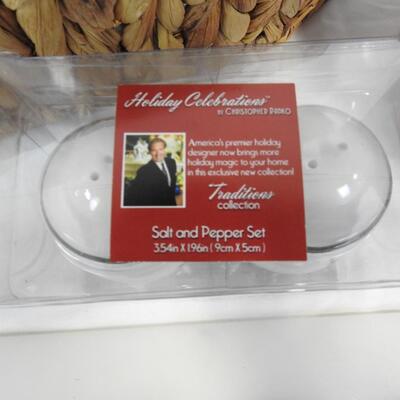 Holiday Celebrations™
BY CHRISTOPHER RADKO
America's premier holiday
designer now brings more
holiday magic to your home
in this exclusive new collection!
Traditions
collection
Salt and Pepper Set
3.54in X 1.96in ( 9cm X 5cm )